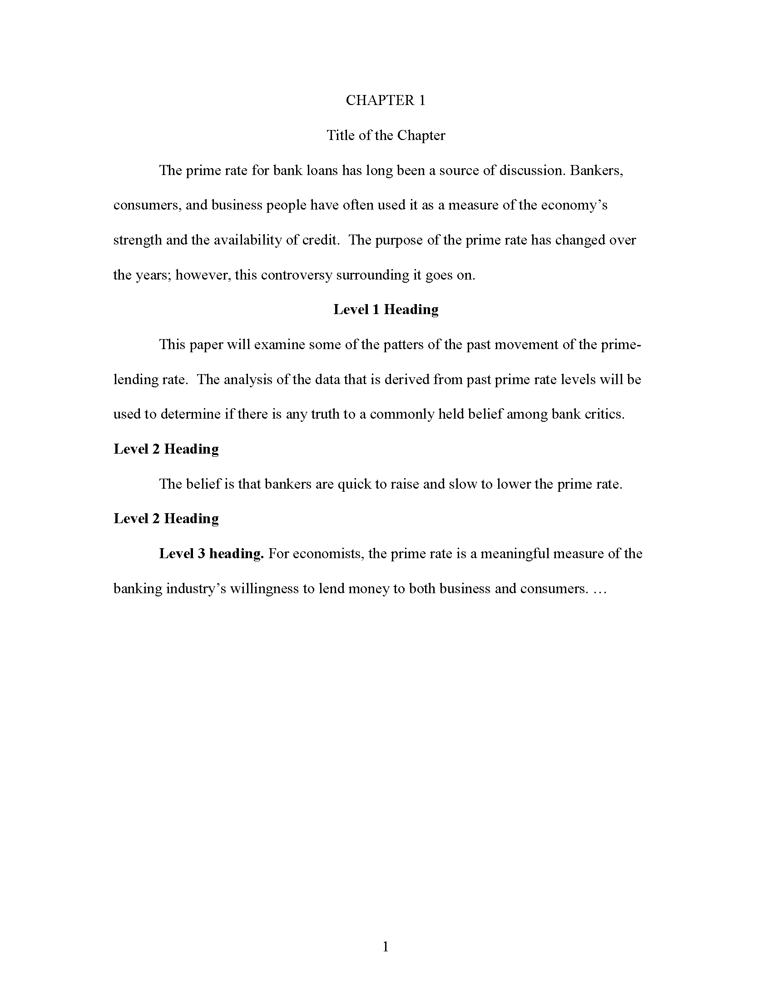 CHAPTER 1
Title of the Chapter
The prime rate for bank loans has long been a source of discussion. Bankers,
consumers, and business people have often used it as a measure of the economy’s
strength and the availability of credit.  The purpose of the prime rate has changed over
the years; however, this controversy surrounding it goes on.
Level 1 Heading
This paper will examine some of the patters of the past movement of the prime-
lending rate.  The analysis of the data that is derived from past prime rate levels will be
used to determine if there is any truth to a commonly held belief among bank critics.
Level 2 Heading
The belief is that bankers are quick to raise and slow to lower the prime rate.
Level 2 Heading
Level 3 heading. For economists, the prime rate is a meaningful measure of the
banking industry’s willingness to lend money to both business and consumers. …
1